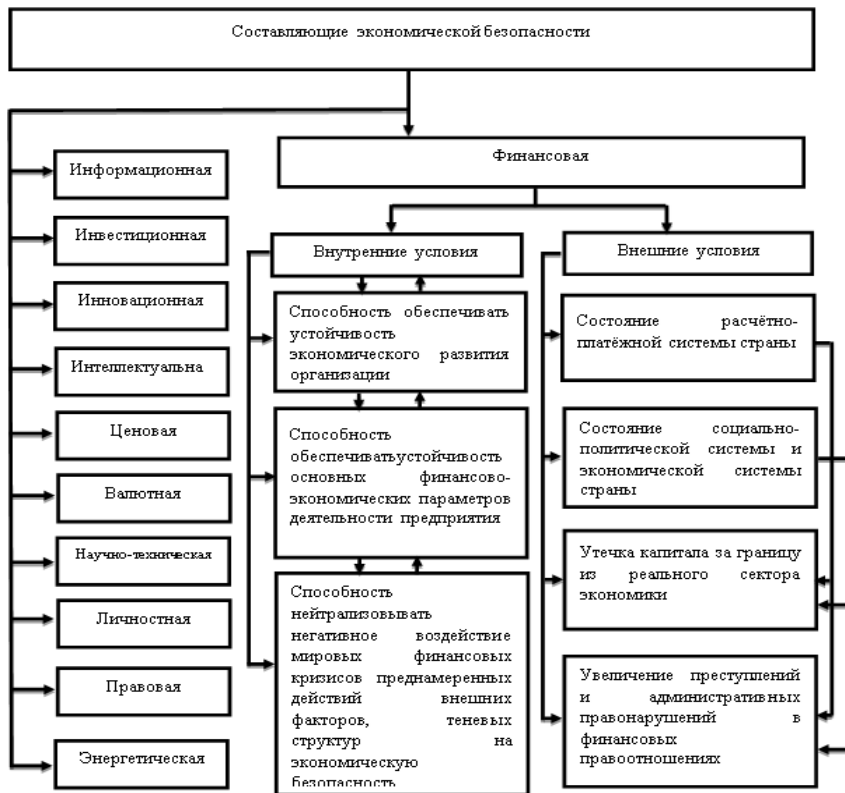 Составляющие экономической безопасности
Финансовая
Информационная
Инвестиционная
Инновационная
Интеллектуальна
Ценовая
Валютная
Научно-техническая
Личностная
Правовая
Энергетическая
Внутренние условия
Способность обеспечивать
устойчивость
экономического развития
организации
Способность
обеспечиватьустойчивость
основных финансово-
экономических параметров
деятельности предприятия
Способность
нейтрализовывать
негативное воздействие
мировых финансовых
кризисов преднамеренных
действий внешних
факторов, теневых
структур на
экономическую
безопасность
Внешние условия
Состояние расчётно-
платёжной системы страны
Состояние социально-
политической системы и
экономической системы
страны
Утечка капитала за границу
из реального сектора
экономики
Увеличение преступлений
и административных
правонарушений в
финансовых
правоотношениях